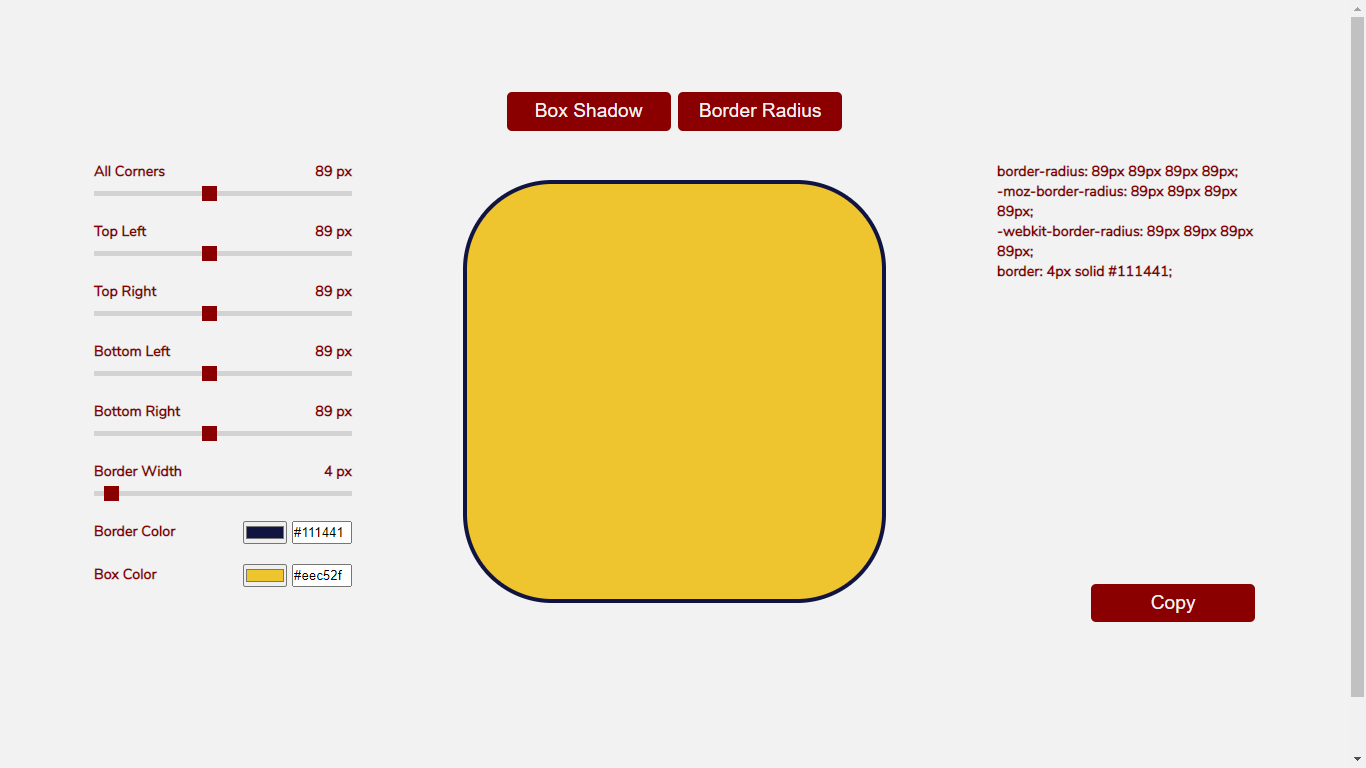 Box Shadow
Border Radius
All Corners 89 px
Top Left 89 px
Top Right 89 px
Bottom Left 89 px
Bottom Right 89 px
Border Width 4 px
Border Color #111441
Box Color #eec52f
border-radius: 89px 89px 89px 89px;
-moz-border-radius: 89px 89px 89px
89px;
-webkit-border-radius: 89px 89px 89px
89px;
border: 4px solid #111441;
Copy